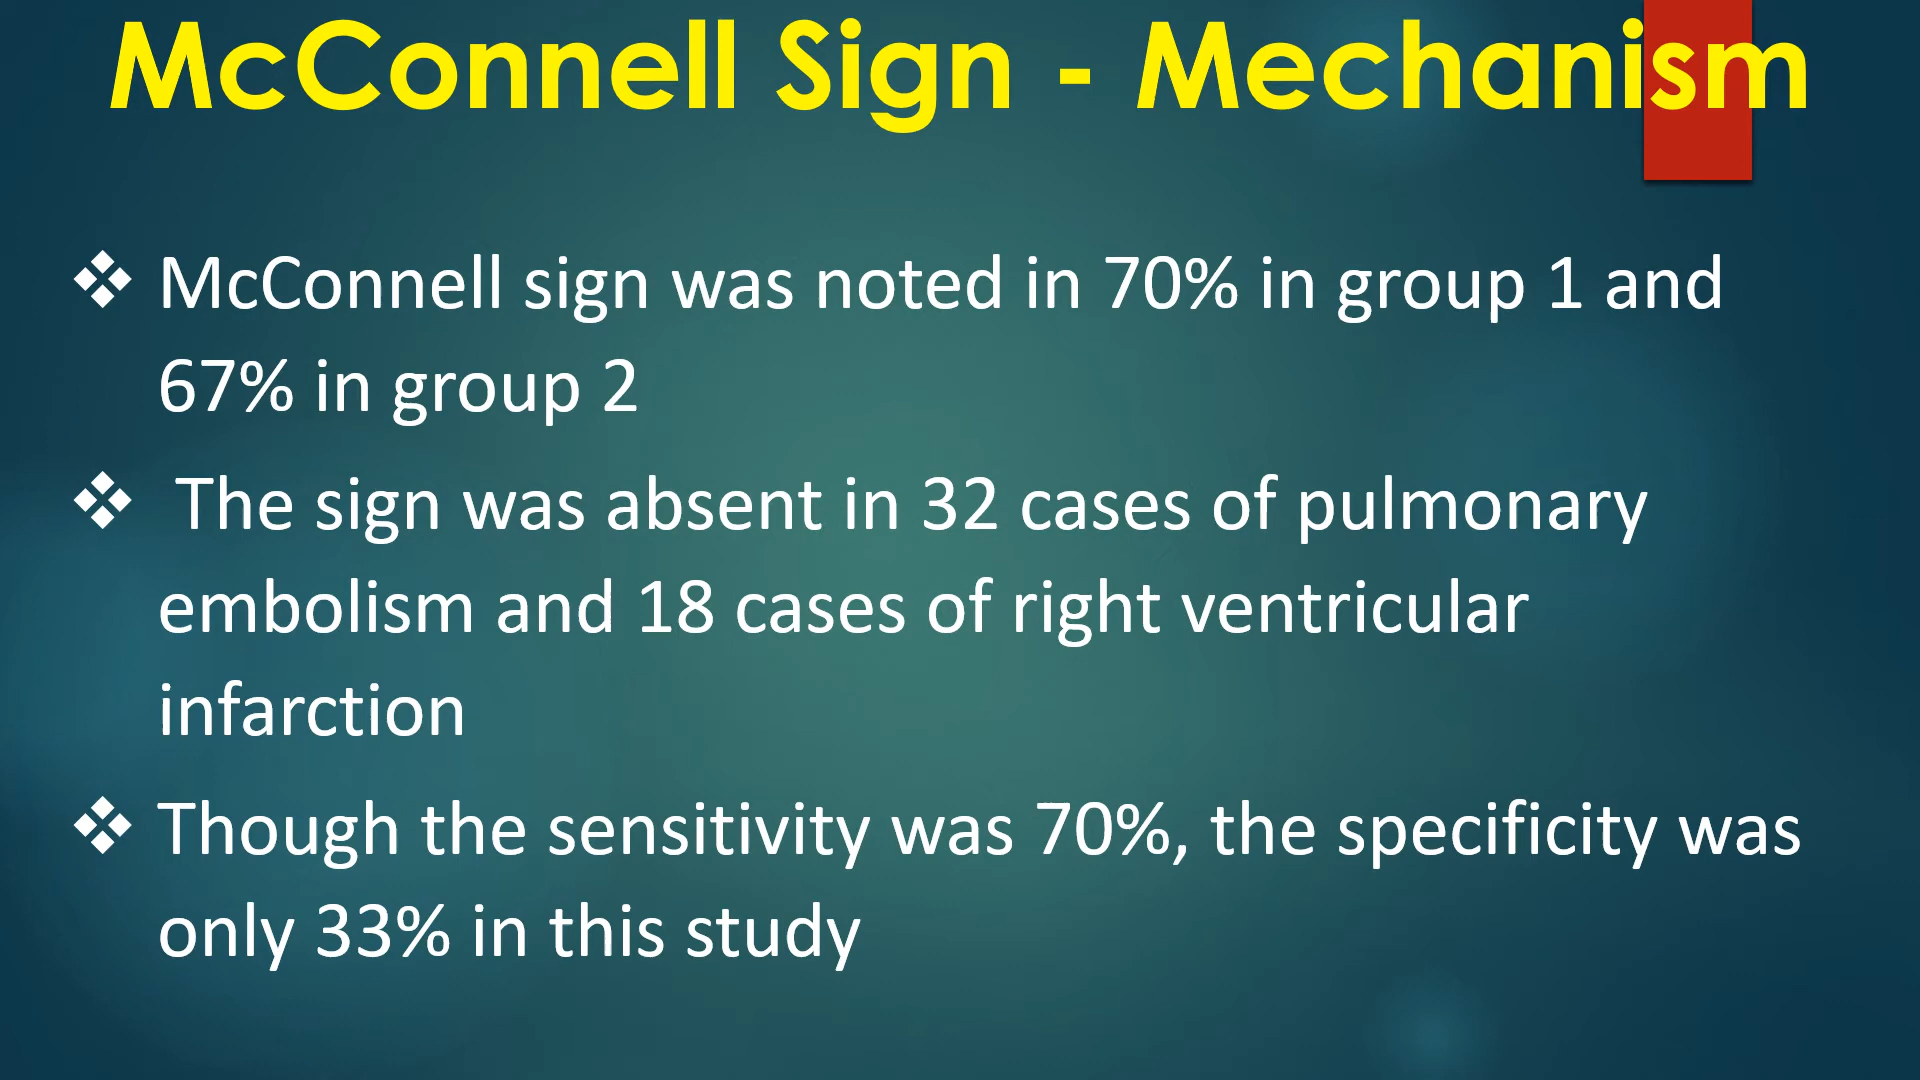 McConnell Sign - Mechanism
McConnell sign was noted in 70% in group 1 and
67% in group 2
The sign was absent in 32 cases of pulmonary
embolism and 18 cases of right ventricular
infarction
Though the sensitivity was 70%, the specificity was
only 33% in this study